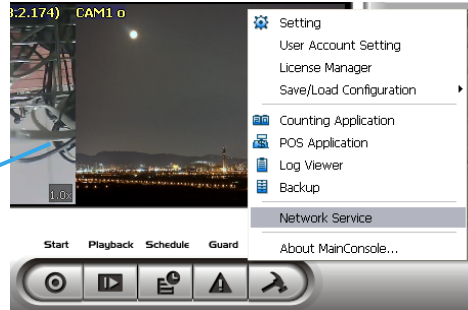 3.2.174) CAM1 o
1.0x
Setting
User Account Setting
License Manager
Save/Load Configuration
Counting Application
POS Application
Log Viewer
Backup
Network Service
About MainConsole...
Start Playback Schedule Guard